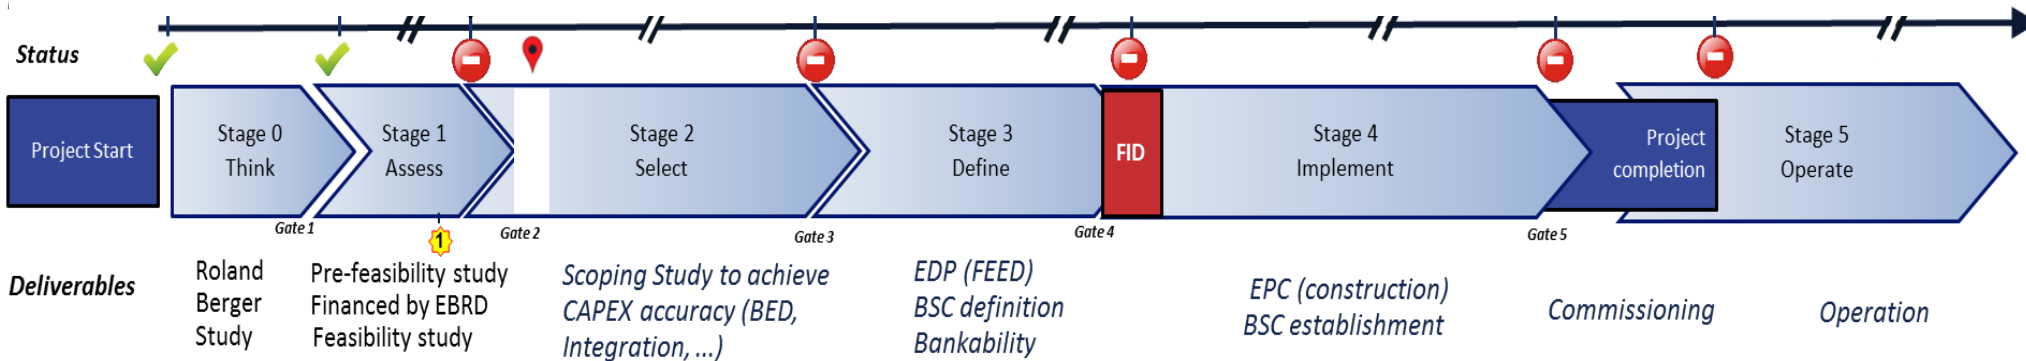 Status
Project Start
Stage 0
Think
Stage 1
Assess
Stage 2
Select
Stage 3
Define
FID
Stage 4
Implement
Project
completion
Stage 5
Operate
Gate 1
1
Gate 2
Gate 3
Gate 4
Gate 5
Deliverables
Roland
Berger
Study
Pre-feasibility study
Financed by EBRD
Feasibility study
Scoping Study to achieve
CAPEX accuracy (BED,
Integration, ...)
EDP (FEED)
BSC definition
Bankability
EPC (construction)
BSC establishment
Commissioning
Operation